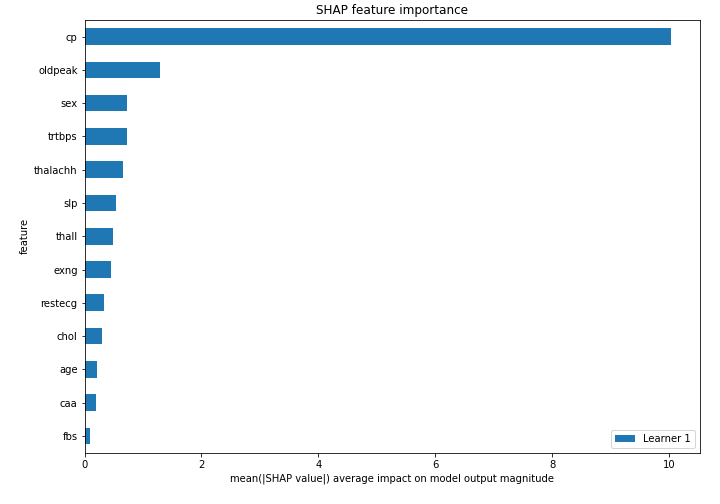 SHAP feature importance
cp
oldpeak
sex
trtbps
thalachh
slp
thall
exng
restecg
chol
age
caa
fbs
feature
Learner 1
0 2 4 6 8 10
mean(|SHAP value|) average impact on model output magnitude